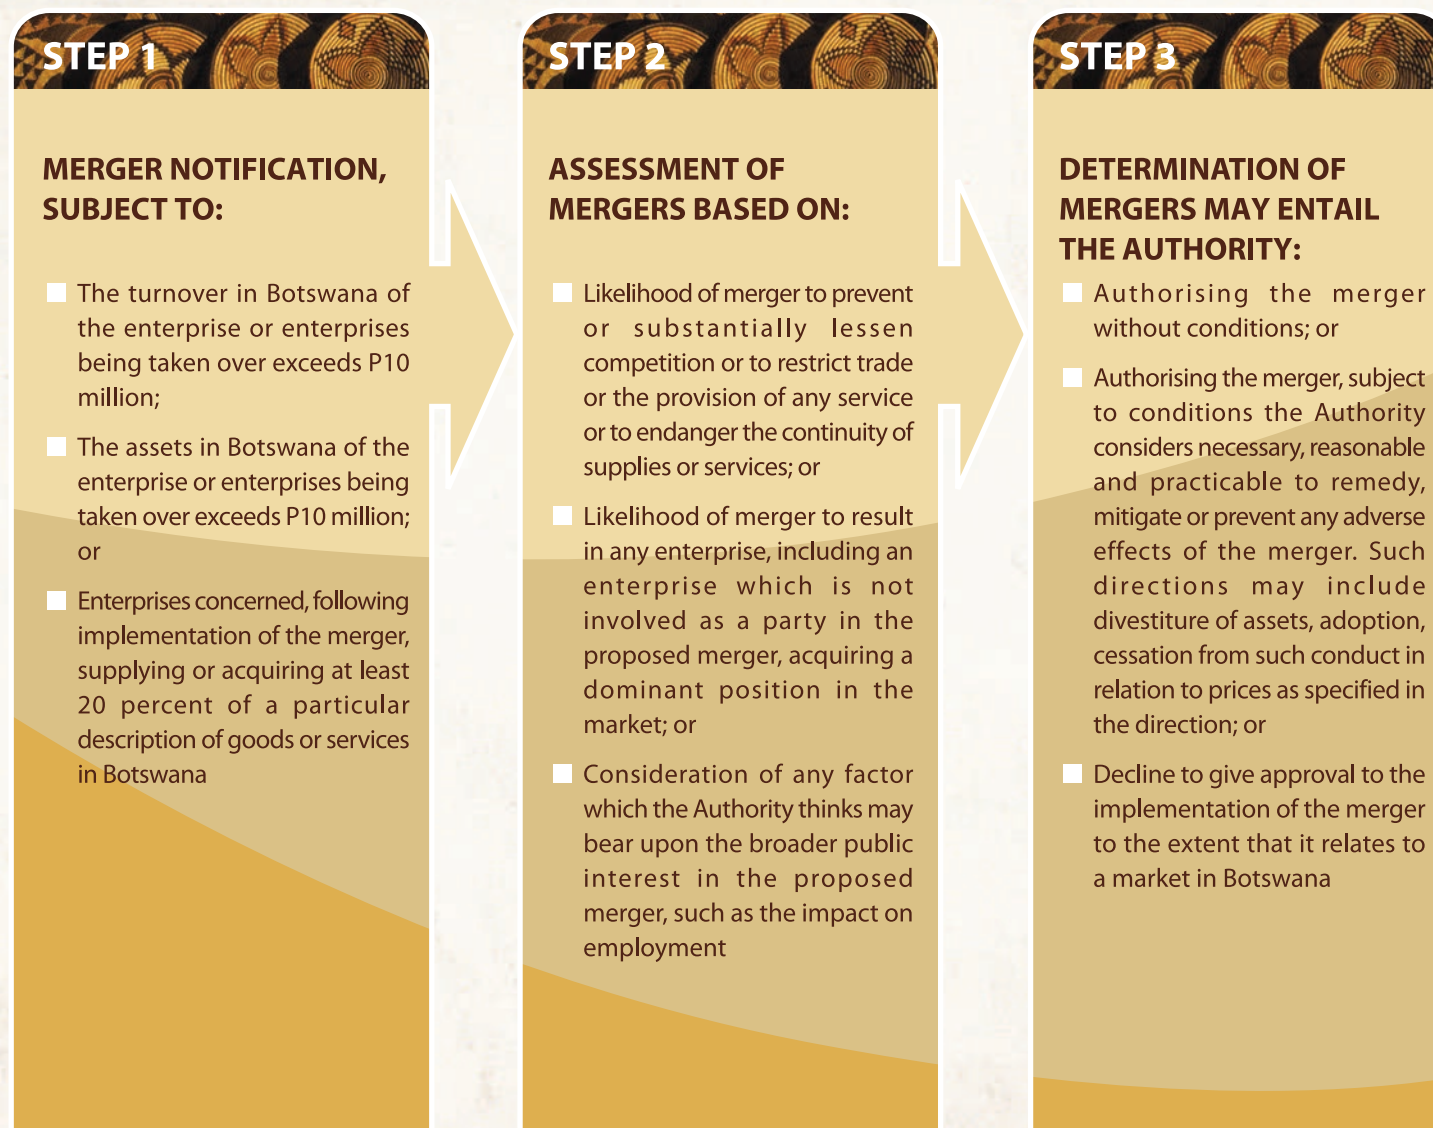 STEP 1
MERGER NOTIFICATION,
SUBJECT TO:
The turnover in Botswana of
the enterprise or enterprises
being taken over exceeds P10
million;
The assets in Botswana of the
enterprise or enterprises being
taken over exceeds P10 million;
or
Enterprises concerned, following
implementation of the merger,
supplying or acquiring at least
20 percent of a particular
description of goods or services
in Botswana
STEP 2
ASSESSMENT OF
MERGERS BASED ON:
Likelihood of merger to prevent
or substantially lessen
competition or to restrict trade
or the provision of any service
or to endanger the continuity of
supplies or services; or
Likelihood of merger to result
in any enterprise, including an
enterprise which is not
involved as a party in the
proposed merger, acquiring a
dominant position in the
market; or
Consideration of any factor
which the Authority thinks may
bear upon the broader public
interest in the proposed
merger, such as the impact on
employment
STEP 3
DETERMINATION OF
MERGERS MAY ENTAIL
THE AUTHORITY:
Authorising the merger
without conditions; or
Authorising the merger, subject
to conditions the Authority
considers necessary, reasonable
and practicable to remedy,
mitigate or prevent any adverse
effects of the merger. Such
directions may include
divestiture of assets, adoption,
cessation from such conduct in
relation to prices as specified in
the direction; or
Decline to give approval to the
implementation of the merger
to the extent that it relates to
a market in Botswana